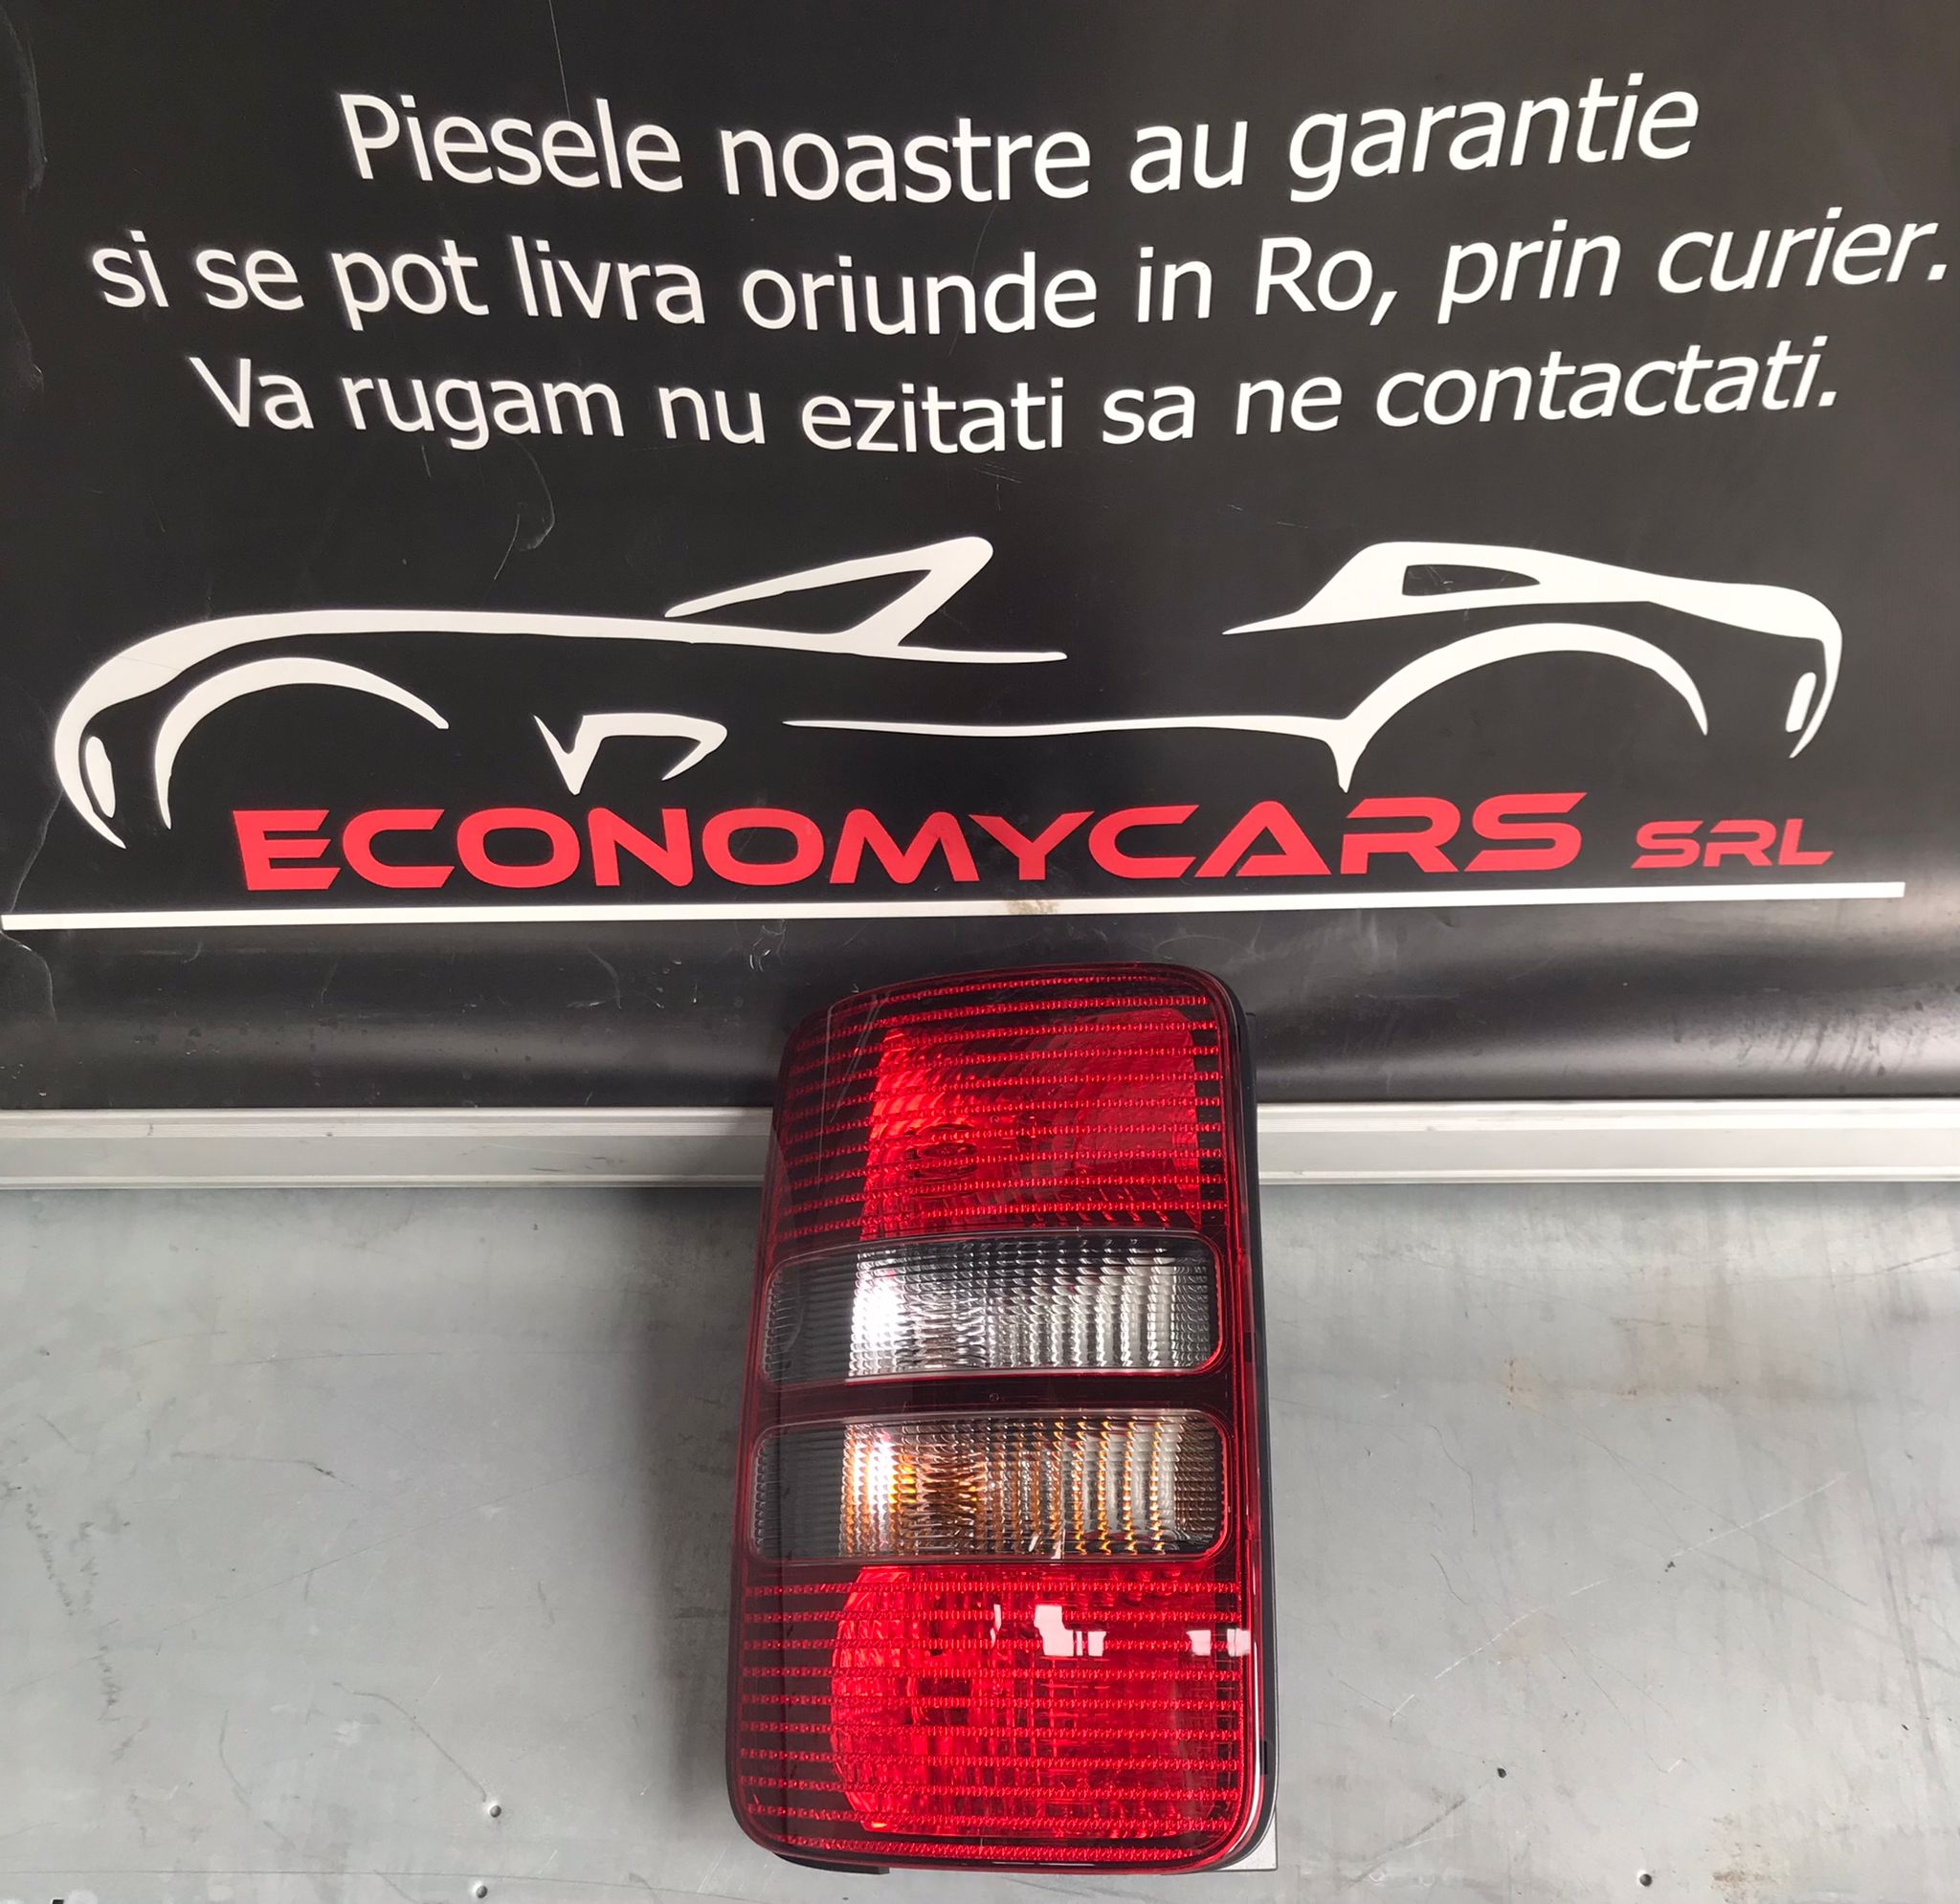 Piesele noastre au garantie
si se pot livra oriunde in Ro, prin curier.
Va rugam nu ezitati sa ne contactati.
ECONOMYCARS SRL